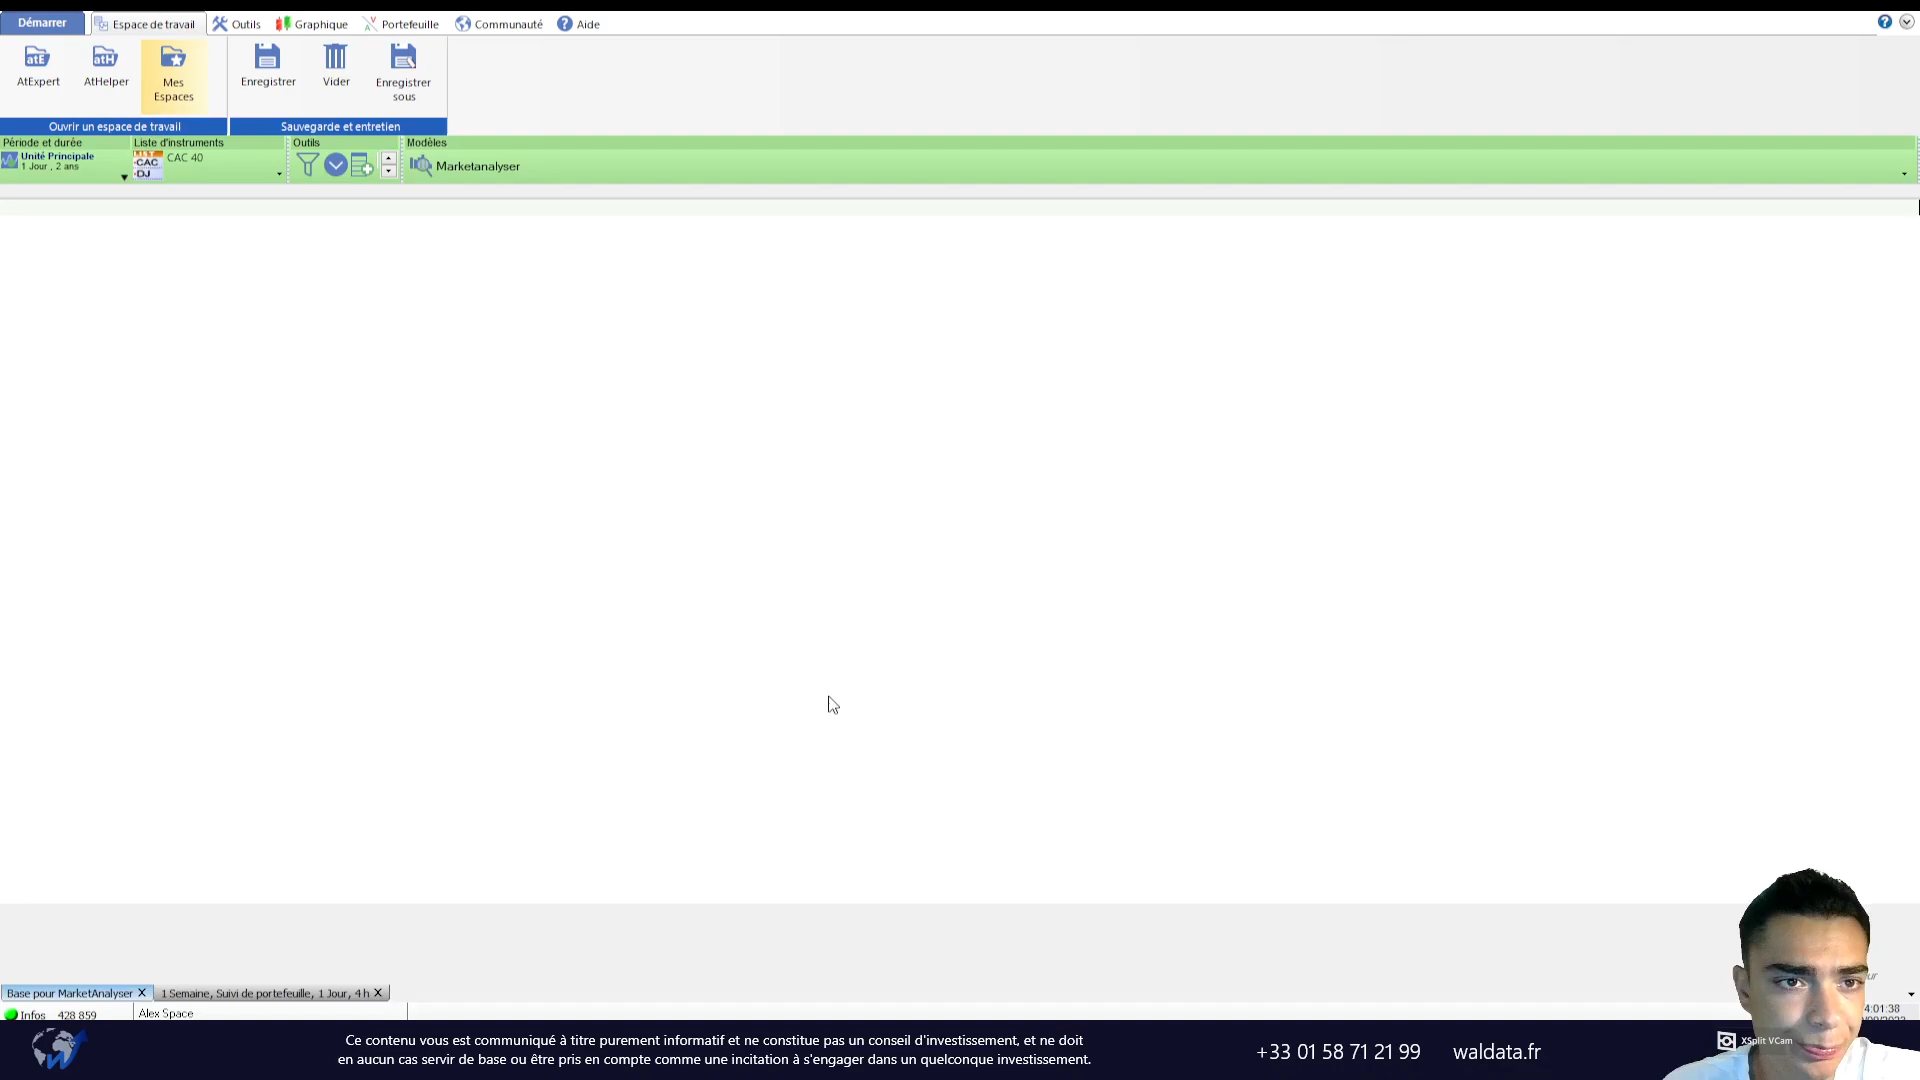 Démarrer
Espace de travail
Outils
Graphique
Portefeuille
Communauté
Aide
atE
atH
AtExpert
AtHelper
Mes
Espaces
Enregistrer
Vider
Enregistrer
sous
Ouvrir un espace de travail
Sauvegarde et entretien
Période et durée
Liste d'instruments
Outils
Modèles
Unité Principale
1 Jour , 2 ans
LIST
CAC
DJ
CAC 40
Marketanalyser
Base pour MarketAnalyser X
1 Semaine, Suivi de portefeuille, 1 Jour, 4 h X
Infos 428 859
Alex Space
4:01:38
Ce contenu vous est communiqué à titre purement informatif et ne constitue pas un conseil d'investissement, et ne doit
en aucun cas servir de base ou être pris en compte comme une incitation à s'engager dans un quelconque investissement.
+33 01 58 71 21 99
waldata.fr
XSplit VCam